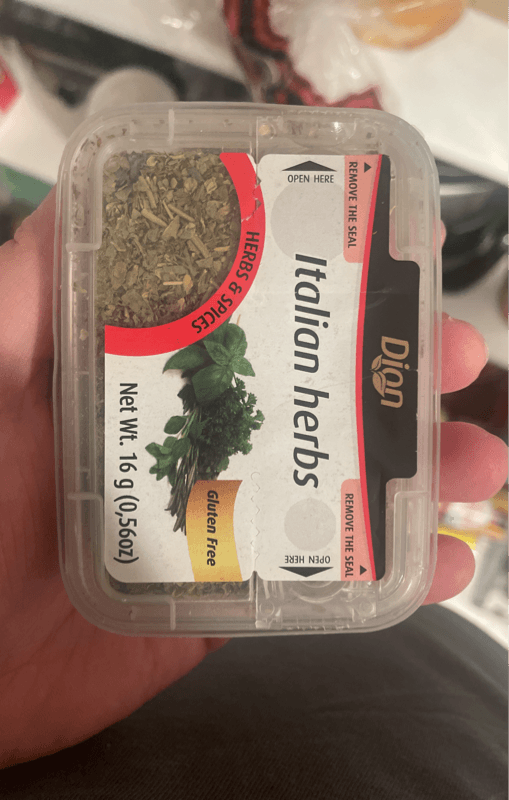 Djon
REMOVE THE SEAL
REMOVE THE SEAL
OPEN HERE
OPEN HERE
Italian herbs
HERBS & SPICES
Gluten Free
Net Wt. 16 g (0,56oz)